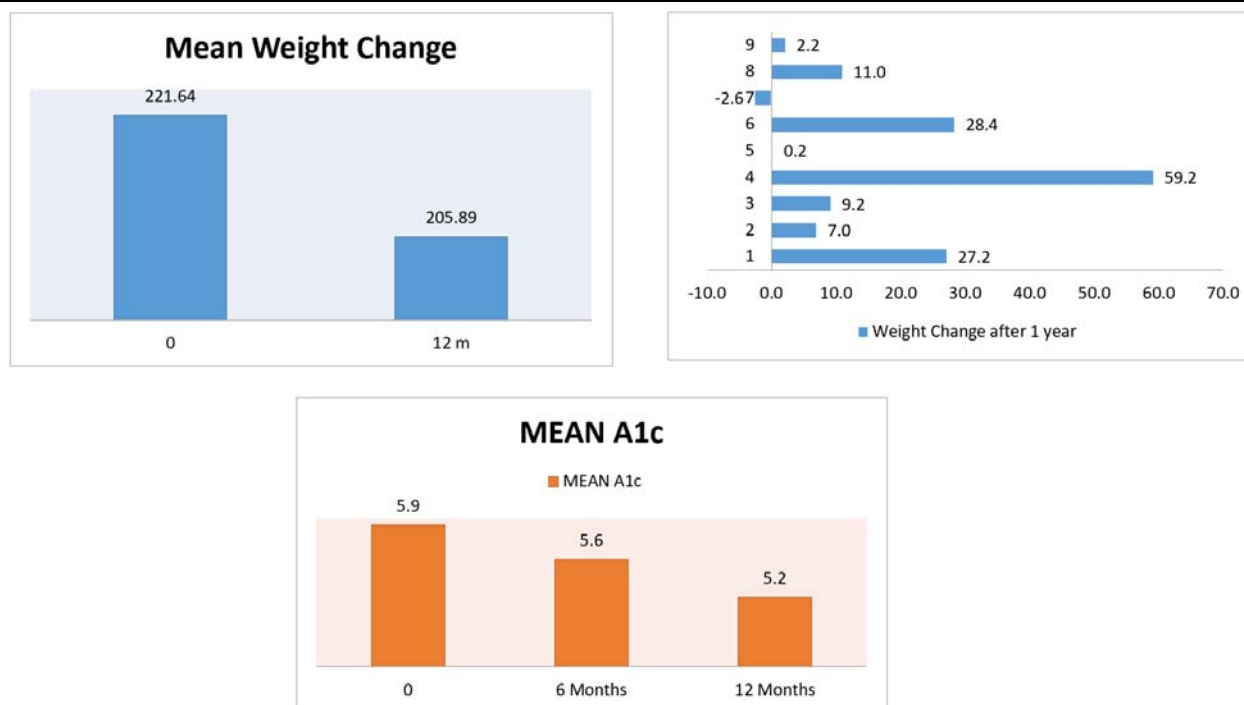 Mean Weight Change
221.64
205.89
0 12 m
9 2.2
8 11.0
-2.67
6 28.4
5 0.2
4 59.2
3 9.2
2 7.0
1 27.2
-10.0 0.0 10.0 20.0 30.0 40.0 50.0 60.0 70.0
Weight Change after 1 year
MEAN A1c
MEAN A1c
5.9
5.6
5.2
0 6 Months 12 Months